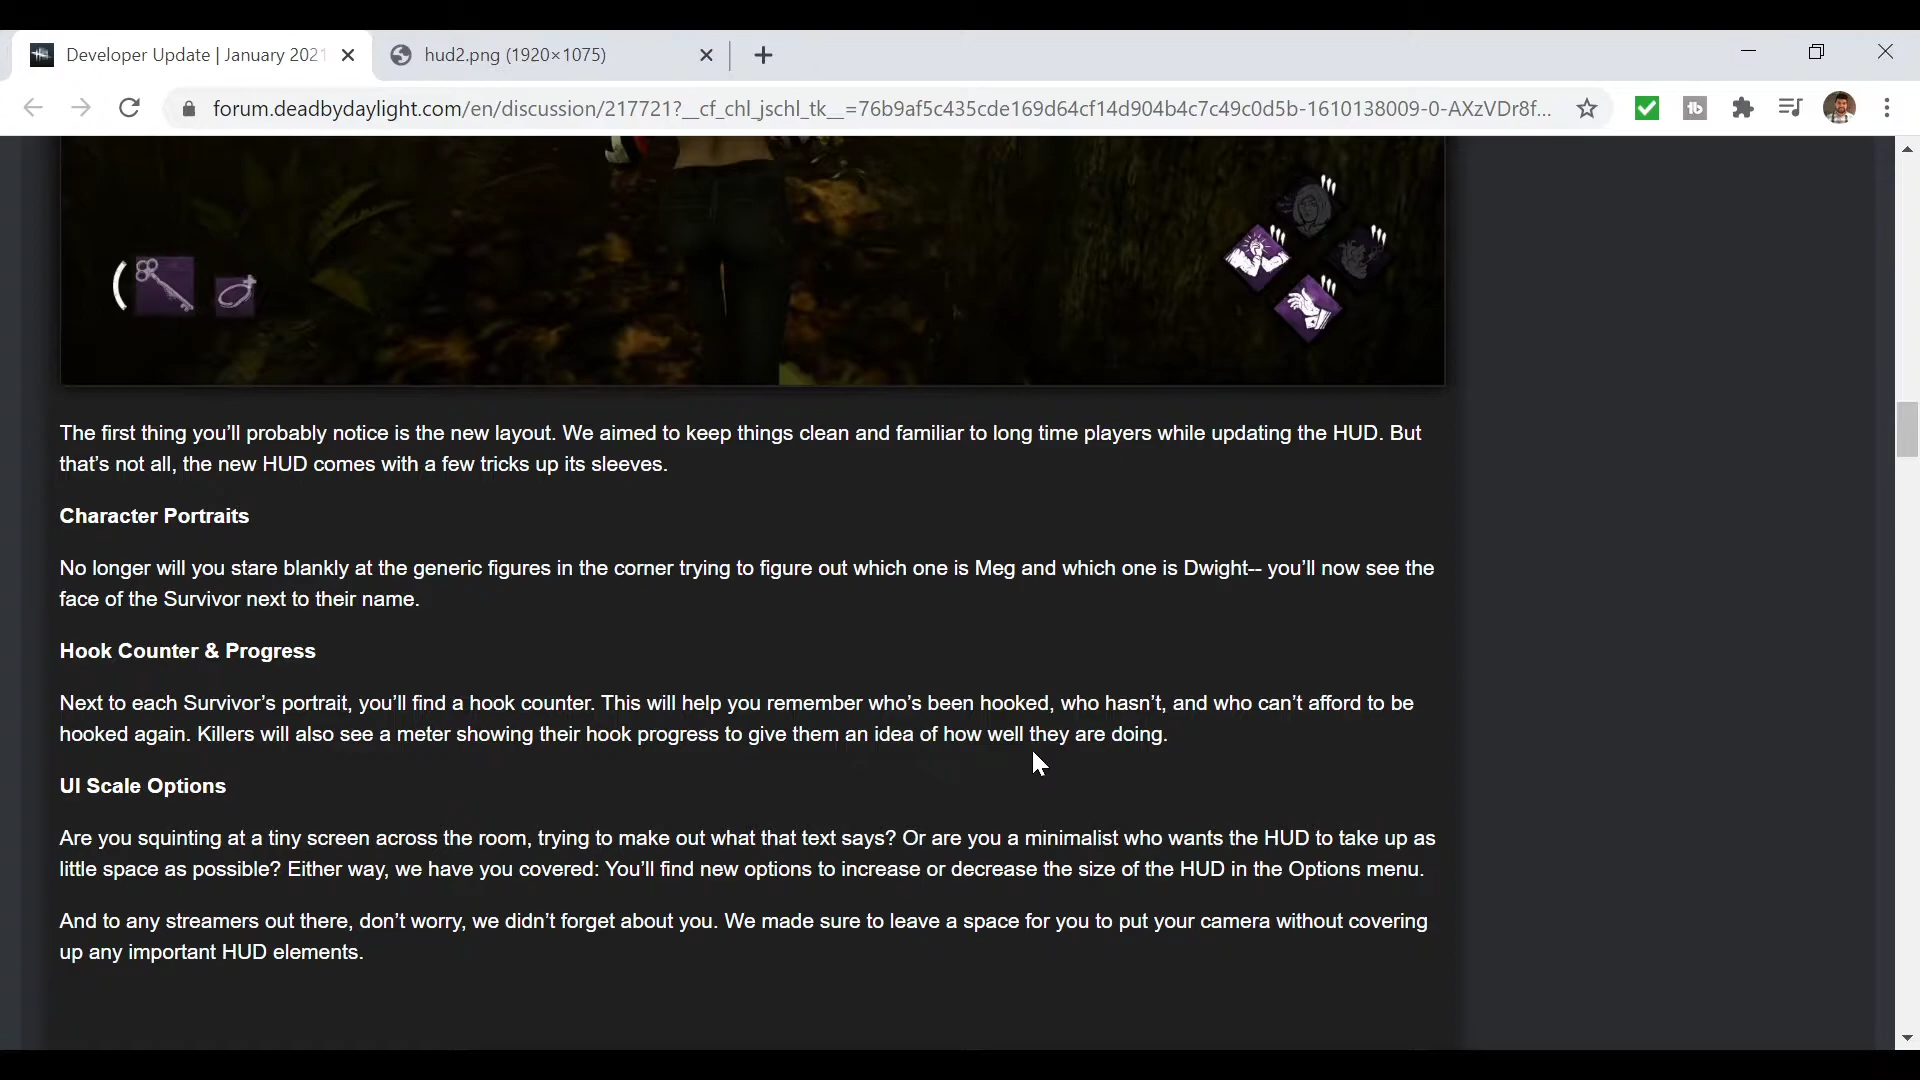 Developer Update | January 2021
hud2.png (1920×1075)
forum.deadbydaylight.com/en/discussion/217721?__cf_chl_jschl_tk__=76b9af5c435cde169d64cf14d904b4c7c49c0d5b-1610138009-0-AXzVDr8f...
The first thing you’ll probably notice is the new layout. We aimed to keep things clean and familiar to long time players while updating the HUD. But
that’s not all, the new HUD comes with a few tricks up its sleeves.
Character Portraits
No longer will you stare blankly at the generic figures in the corner trying to figure out which one is Meg and which one is Dwight-- you’ll now see the
face of the Survivor next to their name.
Hook Counter & Progress
Next to each Survivor’s portrait, you’ll find a hook counter. This will help you remember who’s been hooked, who hasn’t, and who can’t afford to be
hooked again. Killers will also see a meter showing their hook progress to give them an idea of how well they are doing.
UI Scale Options
Are you squinting at a tiny screen across the room, trying to make out what that text says? Or are you a minimalist who wants the HUD to take up as
little space as possible? Either way, we have you covered: You’ll find new options to increase or decrease the size of the HUD in the Options menu.
And to any streamers out there, don’t worry, we didn’t forget about you. We made sure to leave a space for you to put your camera without covering
up any important HUD elements.